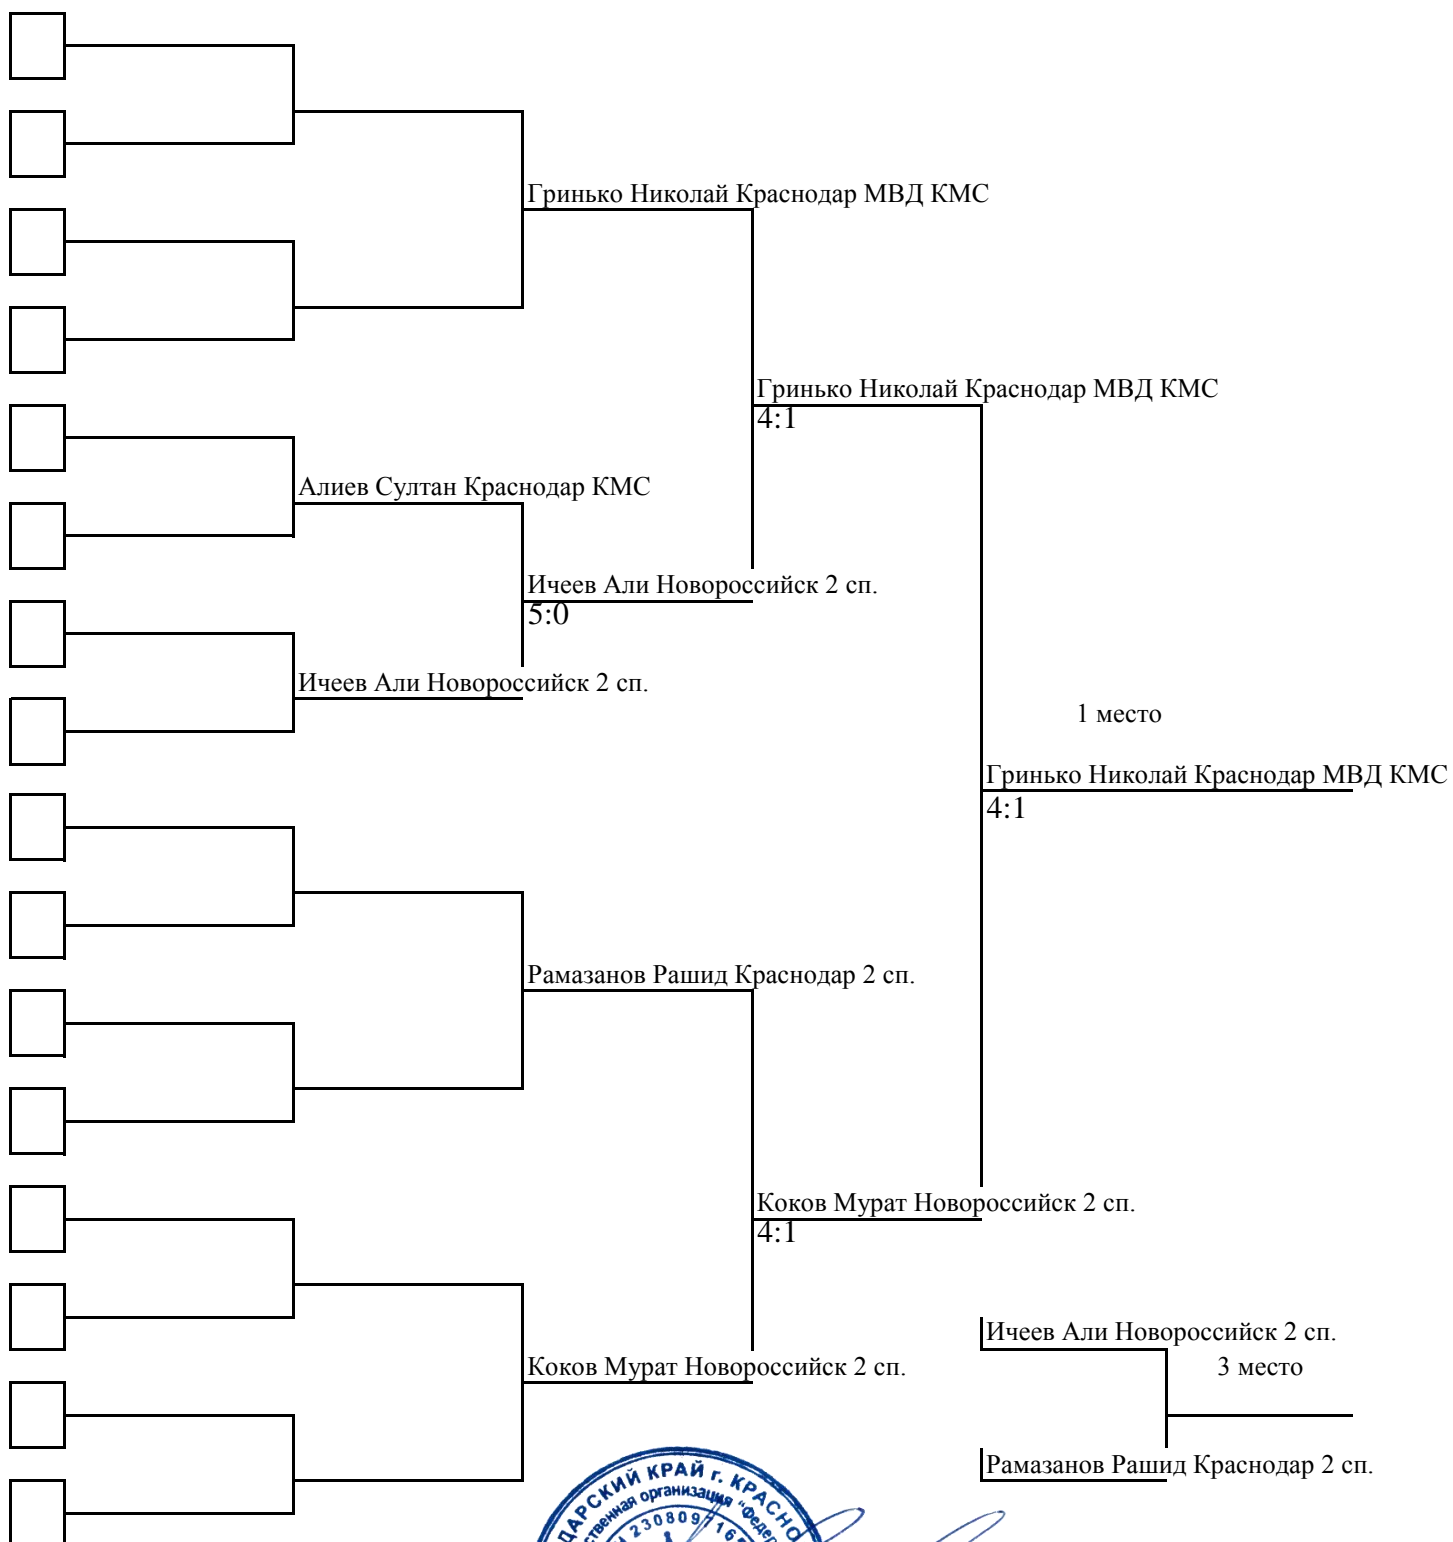 Гринько Николай Краснодар МВД КМС
Гринько Николай Краснодар МВД КМС
4:1
Алиев Султан Краснодар КМС
Ичеев Али Новороссийск 2 сп.
5:0
Ичеев Али Новороссийск 2 сп.
1 место
Гринько Николай Краснодар МВД КМС
4:1
Рамазанов Рашид Краснодар 2 сп.
Коков Мурат Новороссийск 2 сп.
4:1
Ичеев Али Новороссийск 2 сп.
Коков Мурат Новороссийск 2 сп.
3 место
Рамазанов Рашид Краснодар 2 сп.
КРАЙ г.
организация